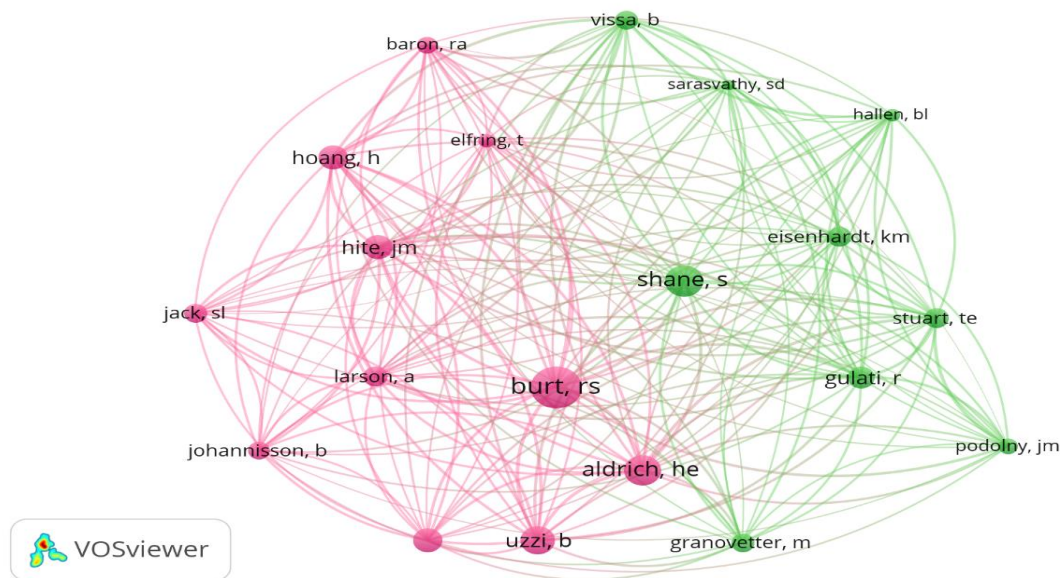 vissa, b
baron, ra
sarasvathy, sd
hallen, bl
elfring, t
hoang, h
eisenhardt, km
hite, jm
shane, s
jack, sl
stuart, te
larson, a
gulati, r
burt, rs
podolny, jm
johannisson, b
aldrich, he
uzzi, b
granovetter, m
VOSviewer